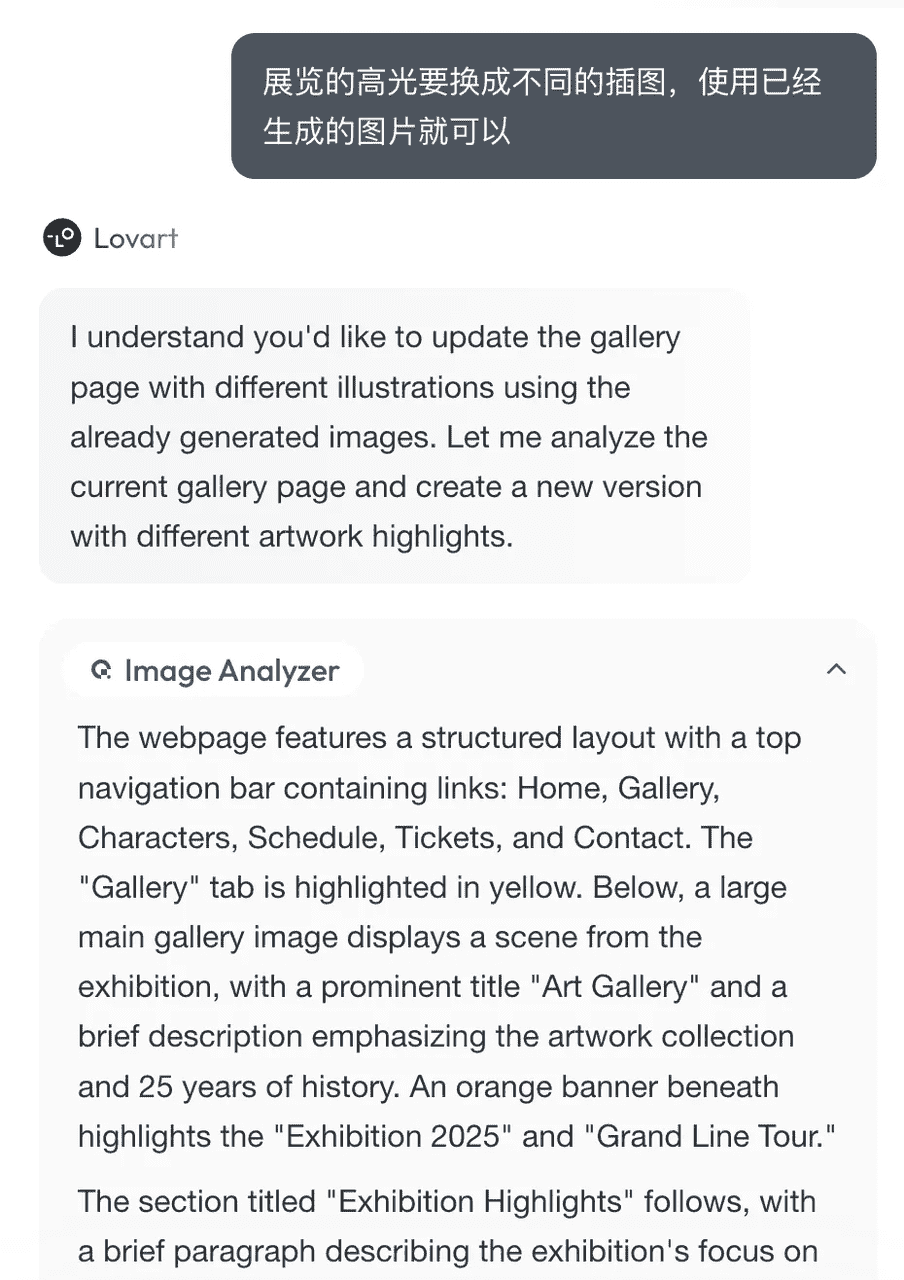 展览的高光要换成不同的插图，使用已经
生成的图片就可以
Lovart
I understand you'd like to update the gallery
page with different illustrations using the
already generated images. Let me analyze the
current gallery page and create a new version
with different artwork highlights.
Image Analyzer
The webpage features a structured layout with a top
navigation bar containing links: Home, Gallery,
Characters, Schedule, Tickets, and Contact. The
"Gallery" tab is highlighted in yellow. Below, a large
main gallery image displays a scene from the
exhibition, with a prominent title "Art Gallery" and a
brief description emphasizing the artwork collection
and 25 years of history. An orange banner beneath
highlights the "Exhibition 2025" and "Grand Line Tour."
The section titled "Exhibition Highlights" follows, with
a brief paragraph describing the exhibition's focus on